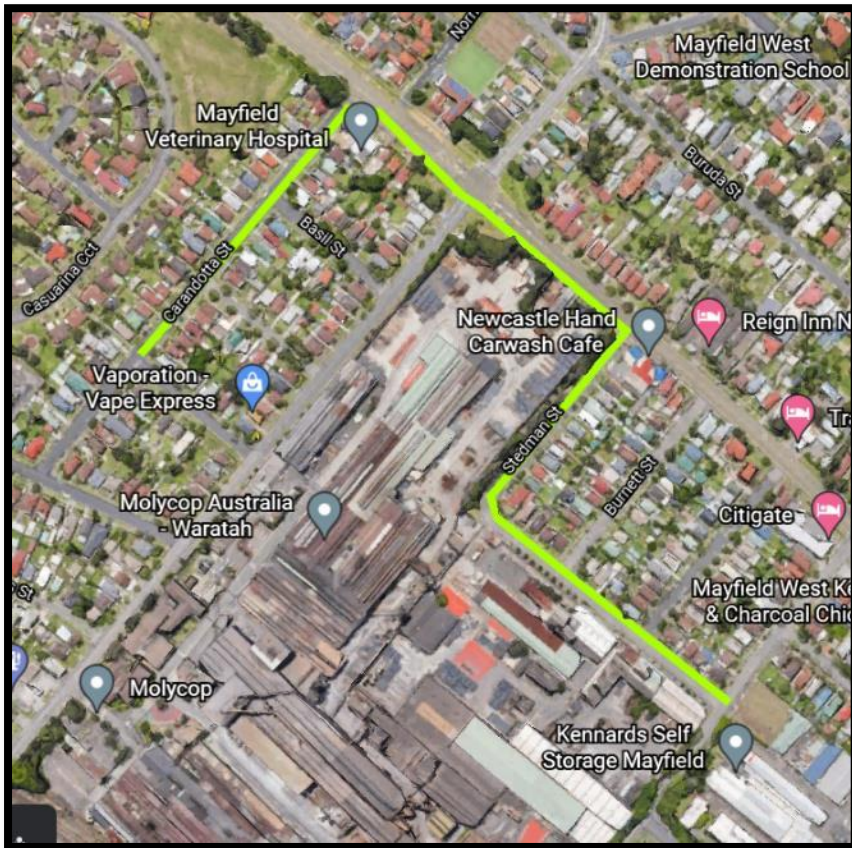 Mayfield West
Demonstration School
Mayfield
Veterinary Hospital
Buruda St
Basil St
Carandotta St
Casuarina Cct
Newcastle Hand
Carwash Cafe
Reign Inn N
Vaporation -
Vape Express
Stedman St
Burnett St
Molycop Australia
- Waratah
Citigate
Mayfield West
& Charcoal
St
Molycop
Kennards Self
Storage Mayfield